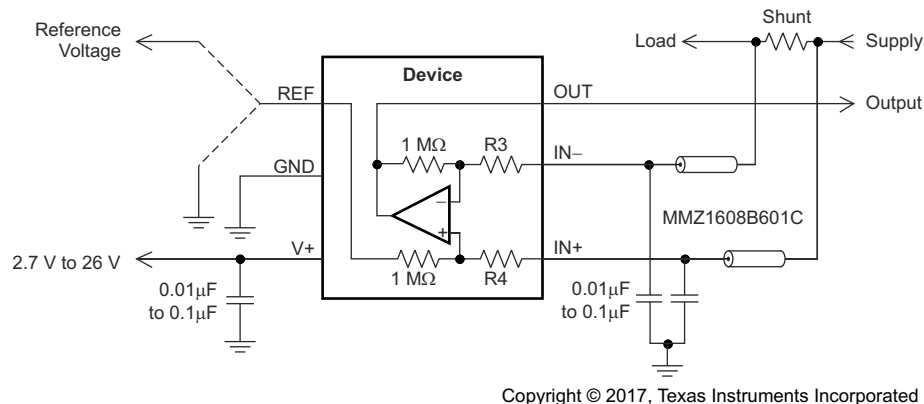 Shunt
Reference
Voltage
Load
Supply
Device
REF
OUT
Output
1 MΩ
R3
IN–
GND
–
+
MMZ1608B601C
V+
IN+
2.7 V to 26 V
1 MΩ
R4
0.01μF
to 0.1μF
0.01μF
to 0.1μF
Copyright © 2017, Texas Instruments Incorporated